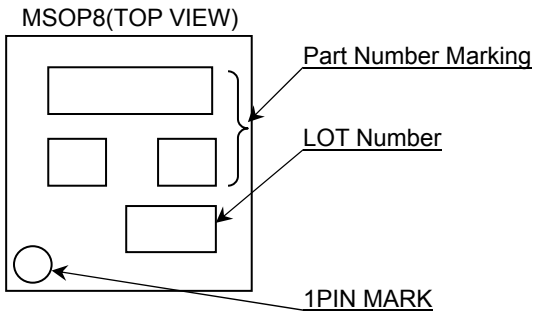 MSOP8(TOP VIEW)
Part Number Marking
LOT Number
1PIN MARK